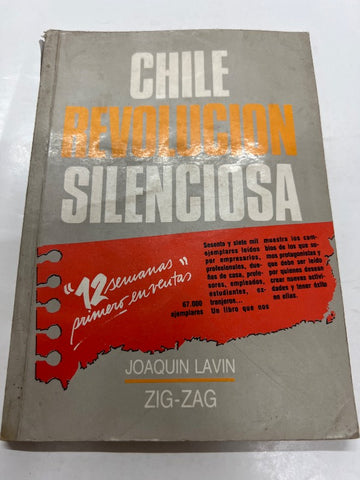 CHILE
REVOLUCION
SILENCIOSA
"12 semanas
primero en ventas"
67.000
ejemplares
Sesenta y siete mil
ejemplares leídos
por empresarios,
profesionales, due-
ñas de casa, profe-
sores, empleados,
estudiantes, ex-
tranjeros...
Un libro que nos
muestra los cam-
bios de los que so-
mos protagonistas y
que debe ser leído
por quienes desean
crear nuevas activi-
dades y tener éxito
en ellas.
JOAQUIN LAVIN
ZIG-ZAG